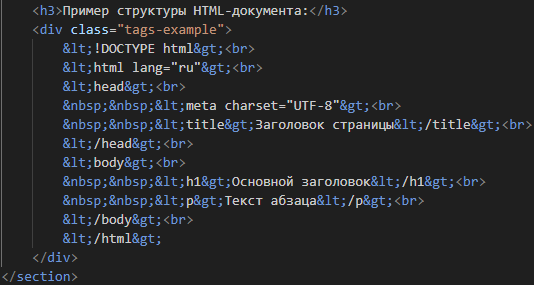 <h3>Пример структуры HTML-документа:</h3>
<div class="tags-example">
&lt;!DOCTYPE html&gt;<br>
&lt;html lang="ru"&gt;<br>
&lt;head&gt;<br>
&nbsp;&nbsp;&lt;meta charset="UTF-8"&gt;<br>
&nbsp;&nbsp;&lt;title&gt;Заголовок страницы&lt;/title&gt;<br>
&lt;/head&gt;<br>
&lt;body&gt;<br>
&nbsp;&nbsp;&lt;h1&gt;Основной заголовок&lt;/h1&gt;<br>
&nbsp;&nbsp;&lt;p&gt;Текст абзаца&lt;/p&gt;<br>
&lt;/body&gt;<br>
&lt;/html&gt;
</div>
</section>